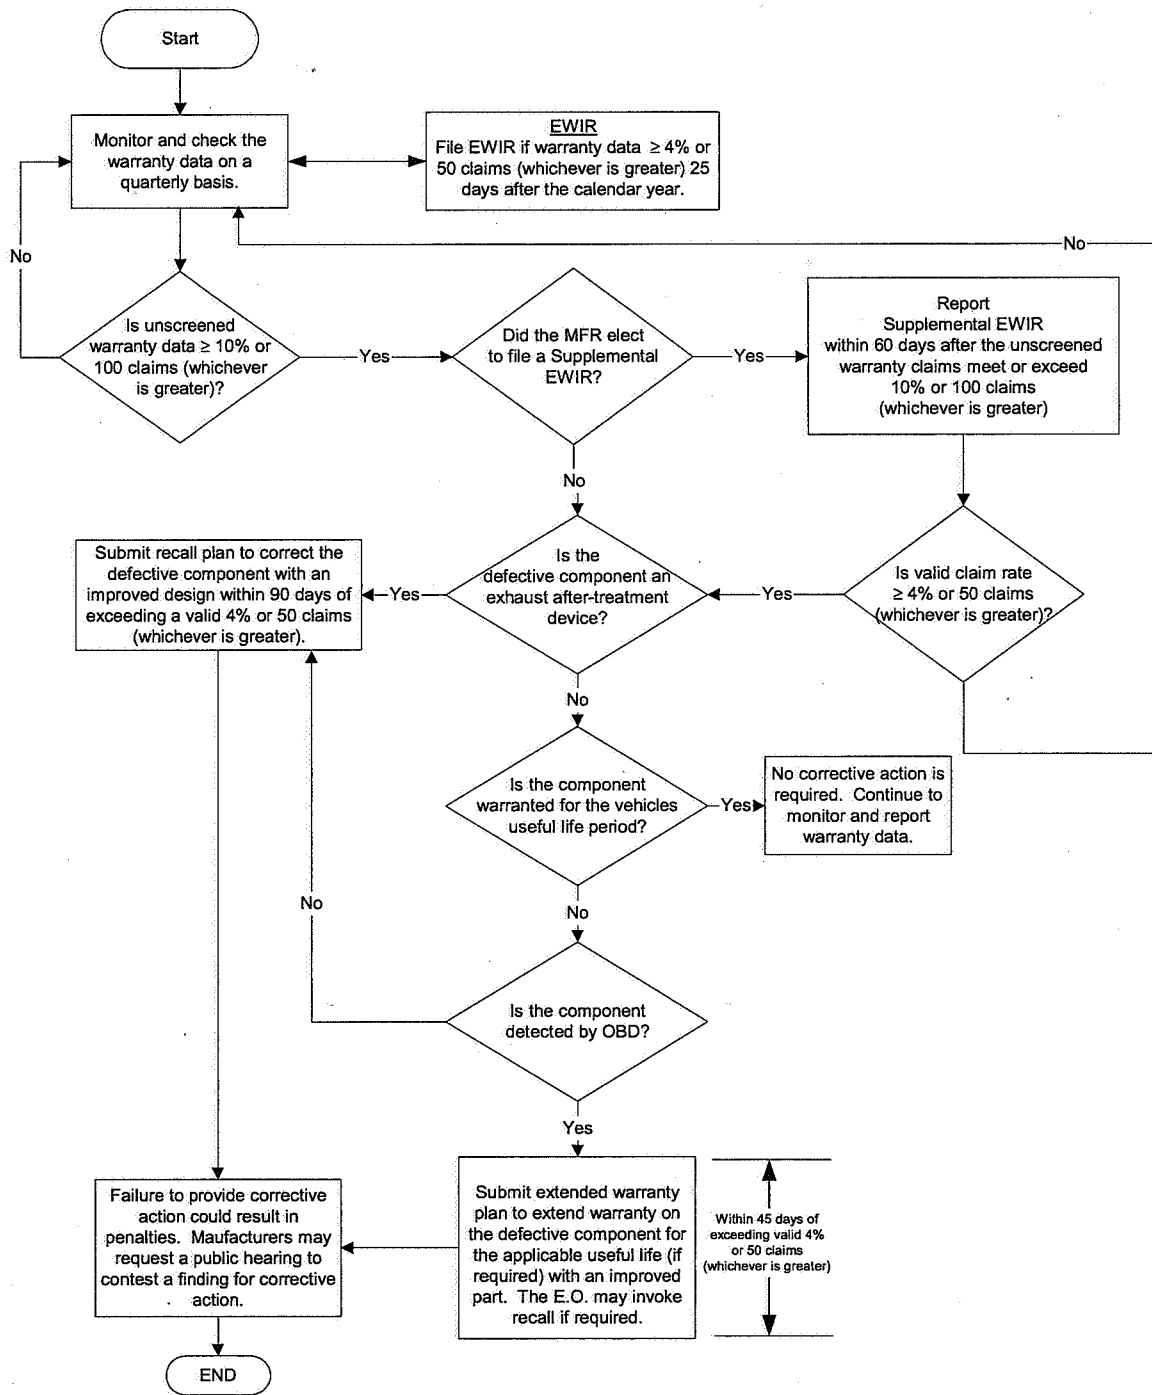 Start
Monitor and check the
warranty data on a
quarterly basis.
EWIR
File EWIR if warranty data ≥ 4% or
50 claims (whichever is greater) 25
days after the calendar year.
No
No
Is unscreened
warranty data ≥ 10% or
100 claims (whichever
is greater)?
Yes
Did the MFR elect
to file a Supplemental
EWIR?
Yes
Report
Supplemental EWIR
within 60 days after the unscreened
warranty claims meet or exceed
10% or 100 claims
(whichever is greater)
No
Submit recall plan to correct the
defective component with an
improved design within 90 days of
exceeding a valid 4% or 50 claims
(whichever is greater).
Yes
Is the
defective component an
exhaust after-treatment
device?
Yes
Is valid claim rate
≥ 4% or 50 claims
(whichever is greater)?
No
Is the component
warranted for the vehicles
useful life period?
Yes
No corrective action is
required. Continue to
monitor and report
warranty data.
No
No
Is the component
detected by OBD?
Yes
Failure to provide corrective
action could result in
penalties. Maufacturers may
request a public hearing to
contest a finding for corrective
action.
Submit extended warranty
plan to extend warranty on
the defective component for
the applicable useful life (if
required) with an improved
part. The E.O. may invoke
recall if required.
Within 45 days of
exceeding valid 4%
or 50 claims
(whichever is greater)
END